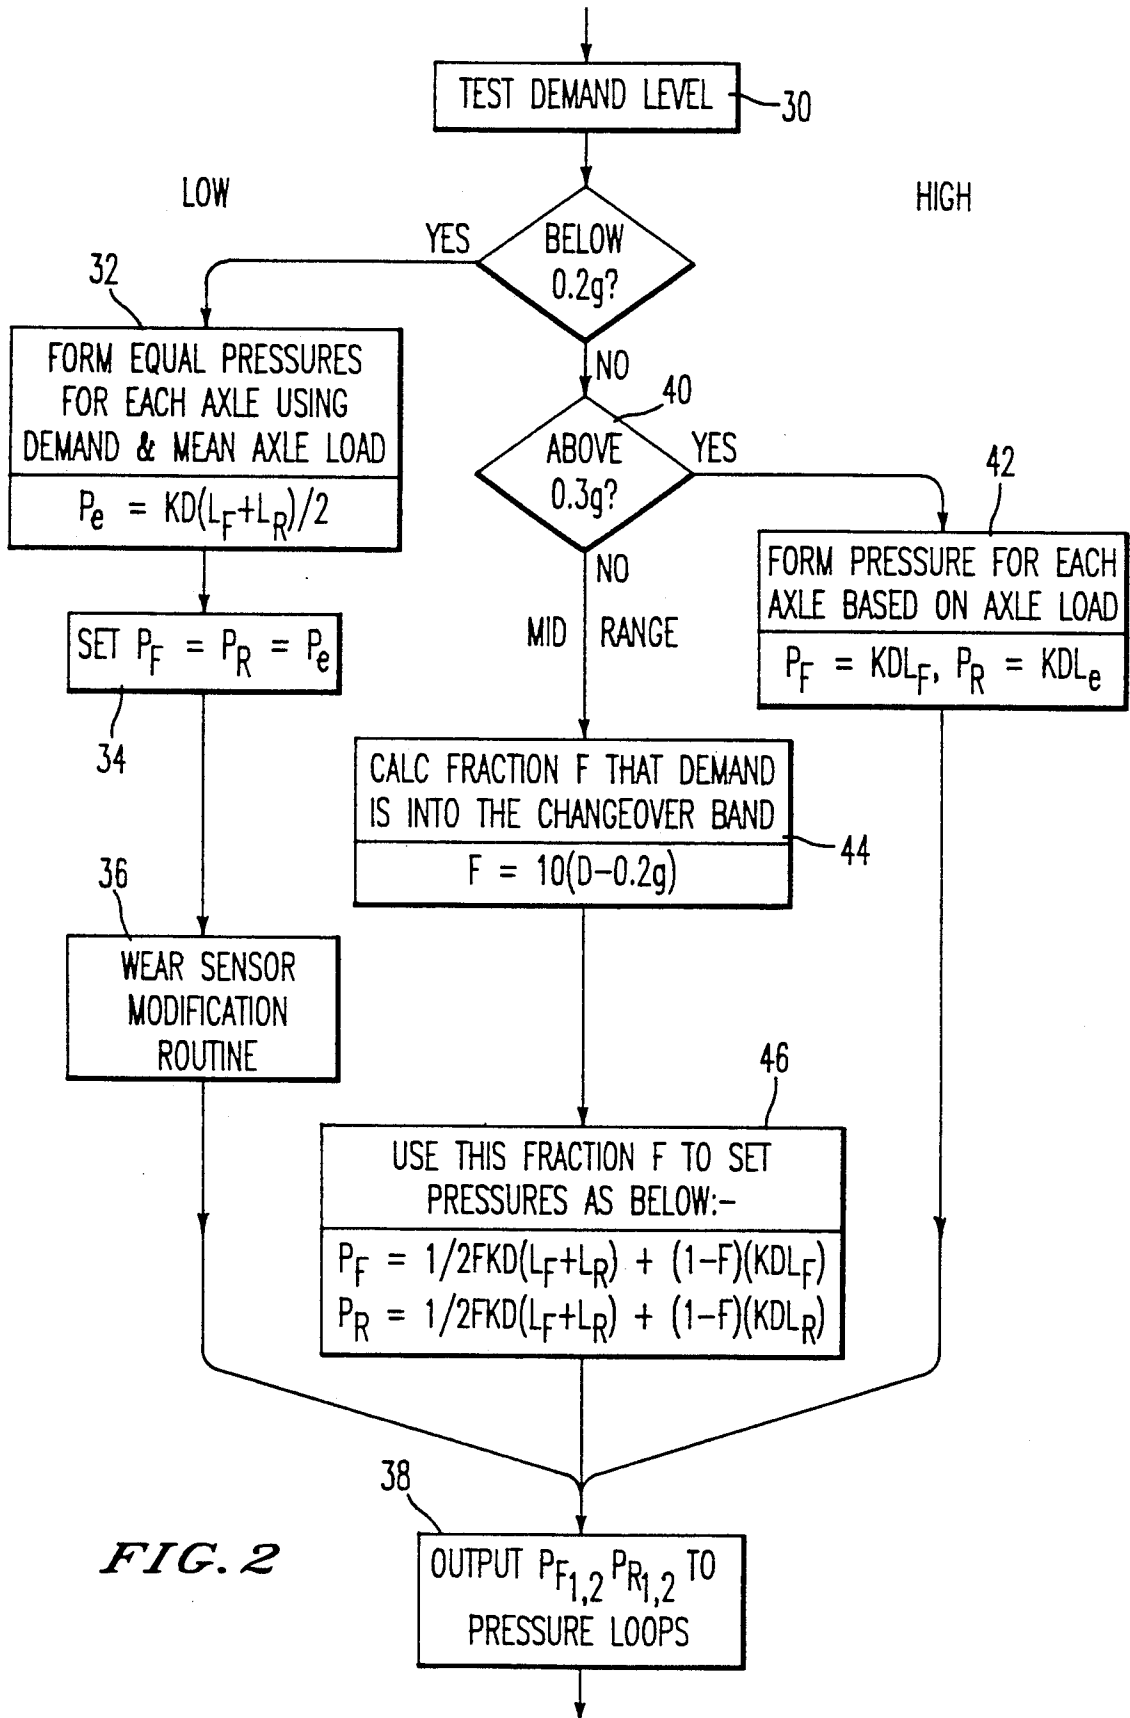 TEST DEMAND LEVEL
30
LOW
HIGH
BELOW
0.2g?
YES
NO
32
FORM EQUAL PRESSURES
FOR EACH AXLE USING
DEMAND & MEAN AXLE LOAD
Pe = KD(LF+LR)/2
40
ABOVE
0.3g?
YES
NO
42
FORM PRESSURE FOR EACH
AXLE BASED ON AXLE LOAD
PF = KDLF, PR = KDLe
SET PF = PR = Pe
34
MID RANGE
CALC FRACTION F THAT DEMAND
IS INTO THE CHANGEOVER BAND
F = 10(D-0.2g)
44
36
WEAR SENSOR
MODIFICATION
ROUTINE
46
USE THIS FRACTION F TO SET
PRESSURES AS BELOW:-
PF = 1/2FKD(LF+LR) + (1-F)(KDLF)
PR = 1/2FKD(LF+LR) + (1-F)(KDLR)
38
OUTPUT PF1,2 PR1,2 TO
PRESSURE LOOPS
FIG. 2